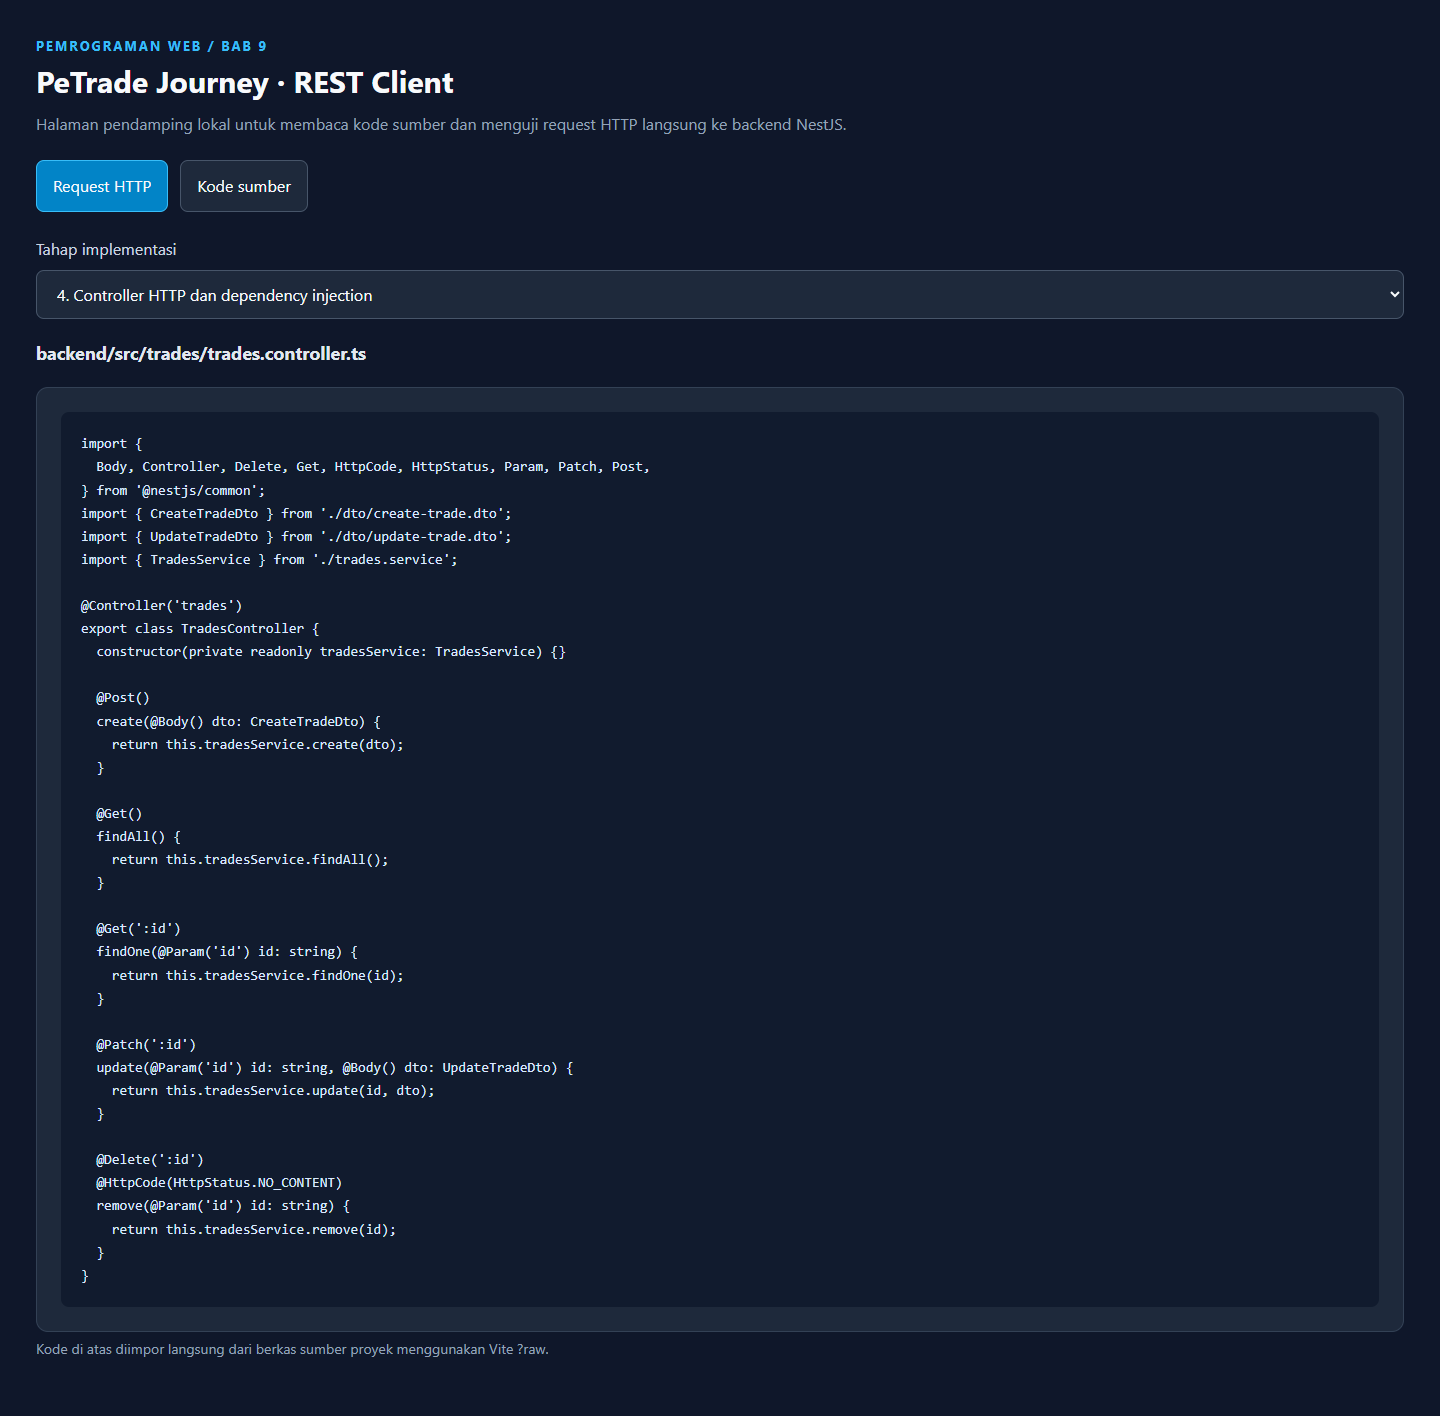 PEMROGRAMAN WEB / BAB 9
PeTrade Journey · REST Client
Halaman pendamping lokal untuk membaca kode sumber dan menguji request HTTP langsung ke backend NestJS.
Request HTTP
Kode sumber
Tahap implementasi
4. Controller HTTP dan dependency injection
backend/src/trades/trades.controller.ts
import {
  Body, Controller, Delete, Get, HttpCode, HttpStatus, Param, Patch, Post,
} from '@nestjs/common';
import { CreateTradeDto } from './dto/create-trade.dto';
import { UpdateTradeDto } from './dto/update-trade.dto';
import { TradesService } from './trades.service';

@Controller('trades')
export class TradesController {
  constructor(private readonly tradesService: TradesService) {}

  @Post()
  create(@Body() dto: CreateTradeDto) {
    return this.tradesService.create(dto);
  }

  @Get()
  findAll() {
    return this.tradesService.findAll();
  }

  @Get(':id')
  findOne(@Param('id') id: string) {
    return this.tradesService.findOne(id);
  }

  @Patch(':id')
  update(@Param('id') id: string, @Body() dto: UpdateTradeDto) {
    return this.tradesService.update(id, dto);
  }

  @Delete(':id')
  @HttpCode(HttpStatus.NO_CONTENT)
  remove(@Param('id') id: string) {
    return this.tradesService.remove(id);
  }
}
Kode di atas diimpor langsung dari berkas sumber proyek menggunakan Vite ?raw.